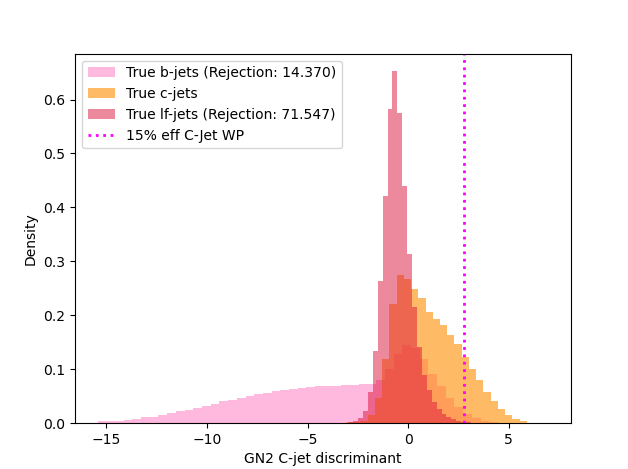 True b-jets (Rejection: 14.370)
True c-jets
True lf-jets (Rejection: 71.547)
15% eff C-Jet WP
Density
0.6
0.5
0.4
0.3
0.2
0.1
0.0
−15
−10
−5
0
5
GN2 C-jet discriminant